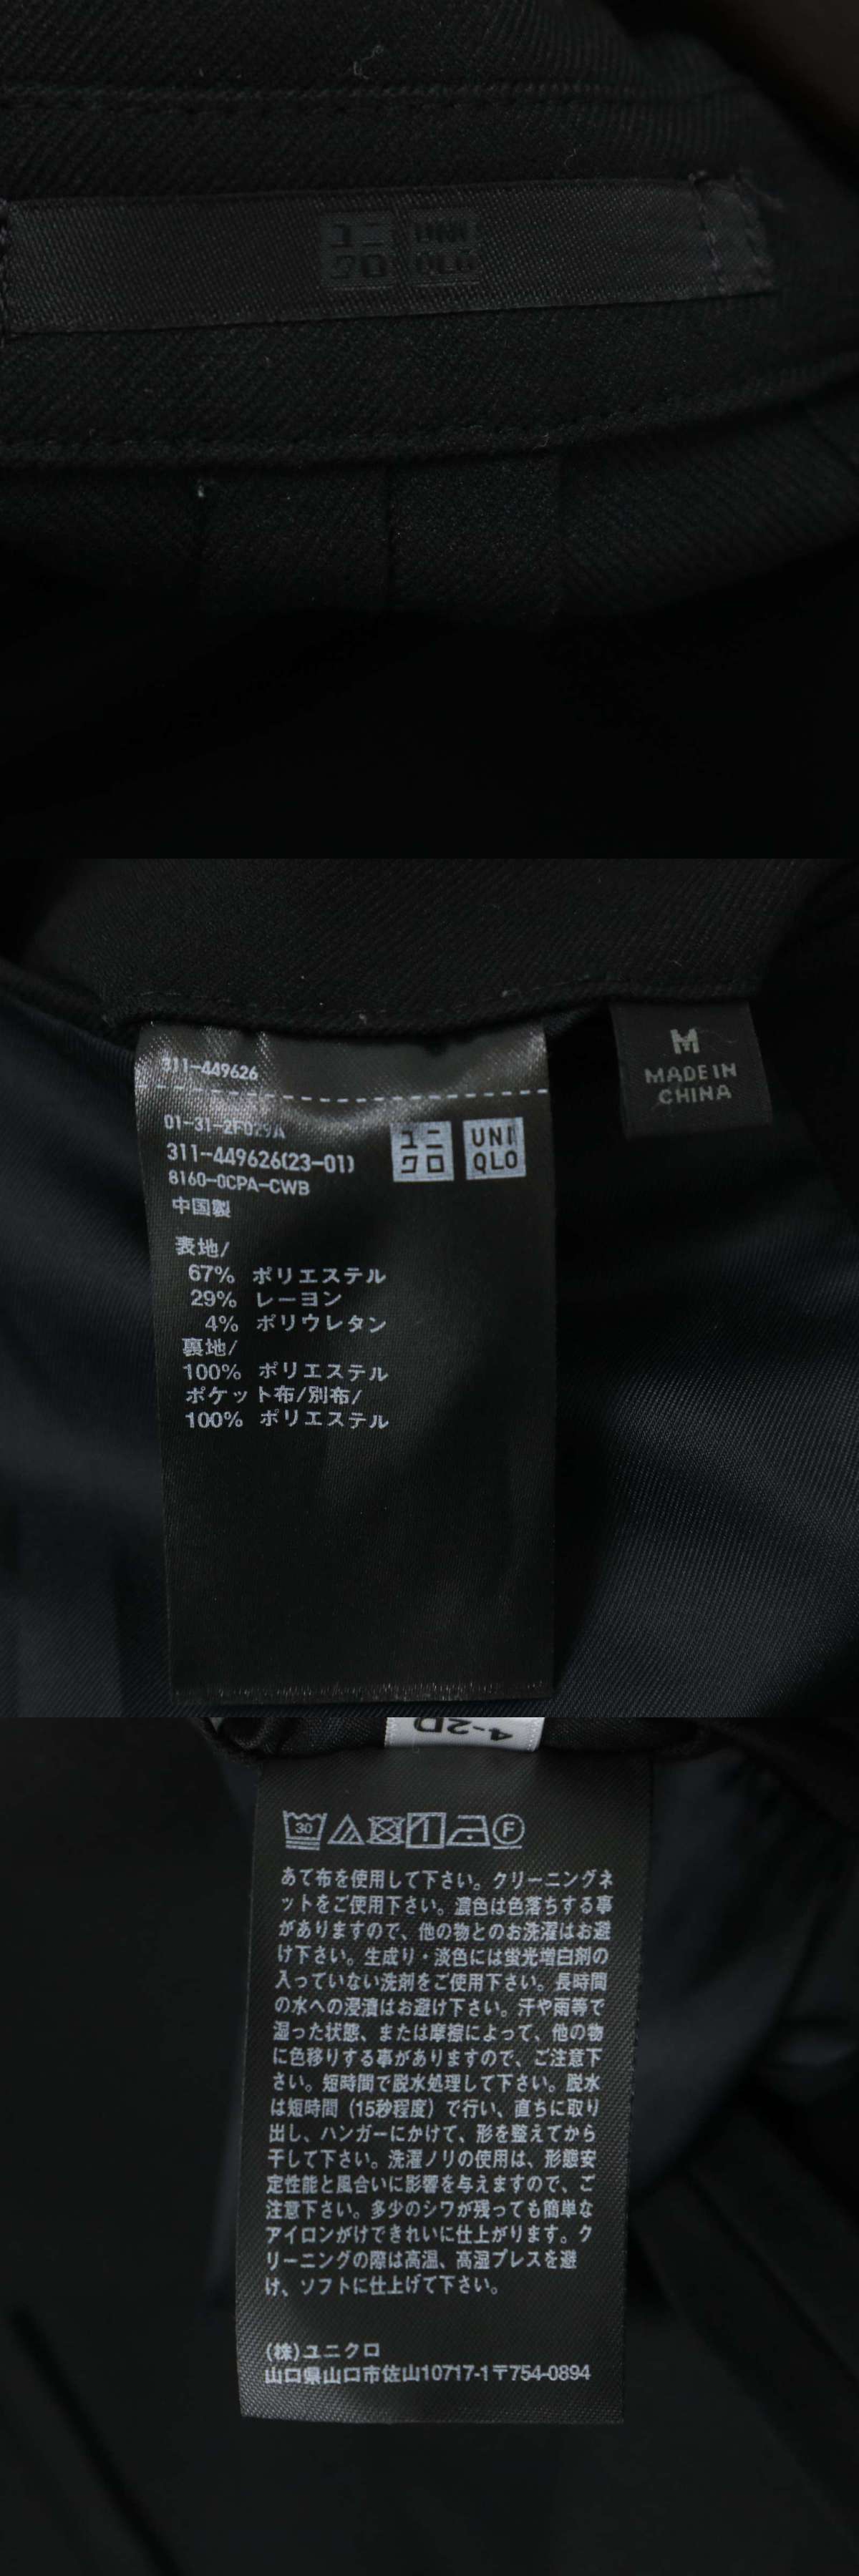 ユニ UNI
クロ QLO
311-449626
M
MADE IN
CHINA
01-31-2F029A
311-449626(23-01)
8160-0CPA-CWB
ユニ UNI
クロ QLO
中国製
表地/
67% ポリエステル
29% レーヨン
4% ポリウレタン
裏地/
100% ポリエステル
ポケット布/別布/
100% ポリエステル
4-2D
30 F
あて布を使用して下さい。クリーニングネ
ットをご使用下さい。濃色は色落ちする事
がありますので、他の物とのお洗濯はお避
け下さい。生成り・淡色には蛍光増白剤の
入っていない洗剤をご使用下さい。長時間
の水への浸漬はお避け下さい。汗や雨等で
湿った状態、または摩擦によって、他の物
に色移りする事がありますので、ご注意下
さい。短時間で脱水処理して下さい。脱水
は短時間（15秒程度）で行い、直ちに取り
出し、ハンガーにかけて、形を整えてから
干して下さい。洗濯ノリの使用は、形態安
定性能と風合いに影響を与えますので、ご
注意下さい。多少のシワが残っても簡単な
アイロンがけできれいに仕上がります。ク
リーニングの際は高温、高湿プレスを避
け、ソフトに仕上げて下さい。
(株)ユニクロ
山口県山口市佐山10717-1〒754-0894